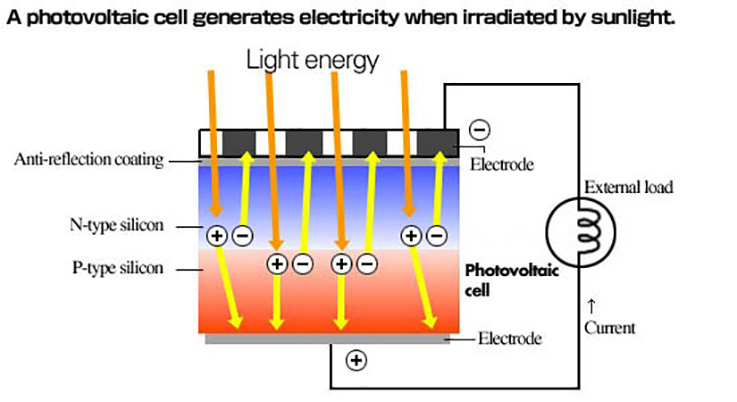 A photovoltaic cell generates electricity when irradiated by sunlight.
Light energy
Anti-reflection coating
Electrode
External load
N-type silicon
P-type silicon
Photovoltaic
cell
Electrode
↑
Current